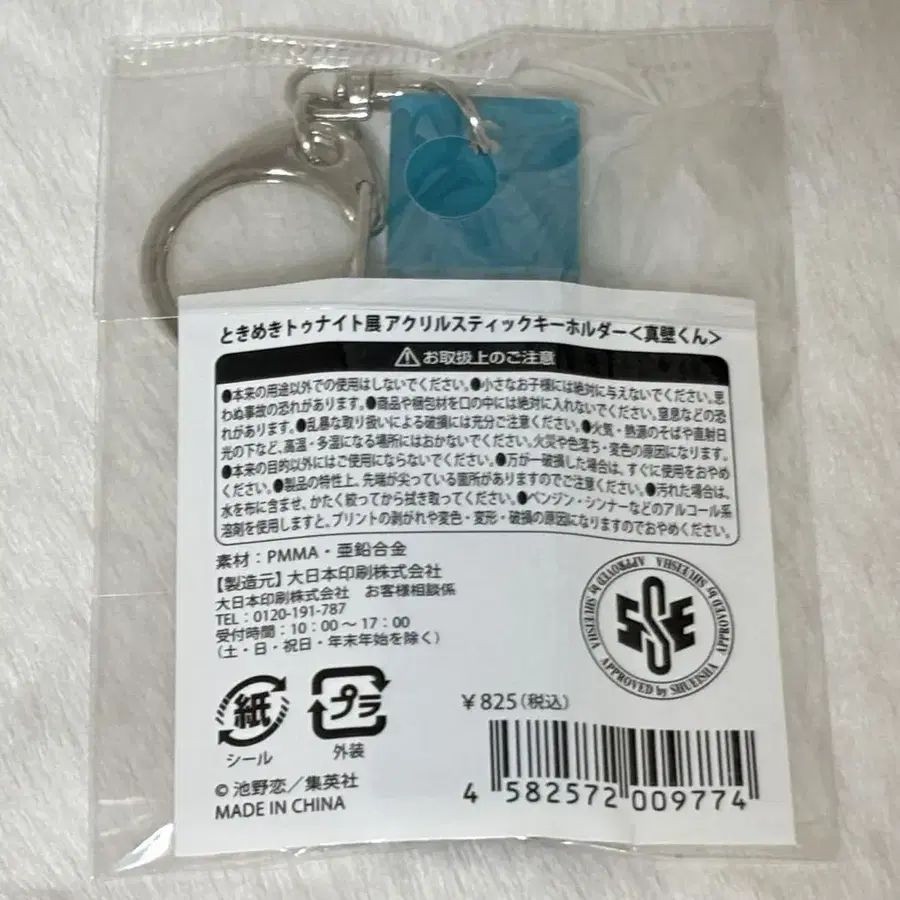 ときめきトゥナイト展 アクリルスティックキーホルダー<真壁くん>
お取扱上のご注意
●本来の用途以外での使用はしないでください。●小さなお子様には絶対に与えないでください。思
わぬ事故の恐れがあります。●商品や梱包材を口の中には絶対に入れないでください。窒息などの恐
れがあります。●乱暴な取り扱いによる破損には充分ご注意ください。●火気・熱源のそばや直射日
光の下など、高温・多湿になる場所にはおかないでください。火災や色落ち・変色の原因になります。
●本来の目的以外にはご使用にならないでください。●万が一破損した場合は、すぐに使用をおやめ
ください。●製品の特性上、先端が尖っている箇所がありますのでご注意ください。●汚れた場合は、
水を布に含ませ、かたく絞ってから拭き取ってください。●ベンジン・シンナーなどのアルコール系
溶剤を使用しますと、プリントの剥がれや変色・変形・破損の原因になりますのでおやめください。
素材：PMMA・亜鉛合金
【製造元】大日本印刷株式会社
大日本印刷株式会社 お客様相談係
TEL：0120-191-787
受付時間：10：00～17：00
（土・日・祝日・年末年始を除く）
APPROVED by SHUEISHA APPROVED by SHUEISHA APPROVED by SHUEISHA
紙
シール
プラ
外装
¥825（税込）
© 池野恋／集英社
MADE IN CHINA
4 582572 009774